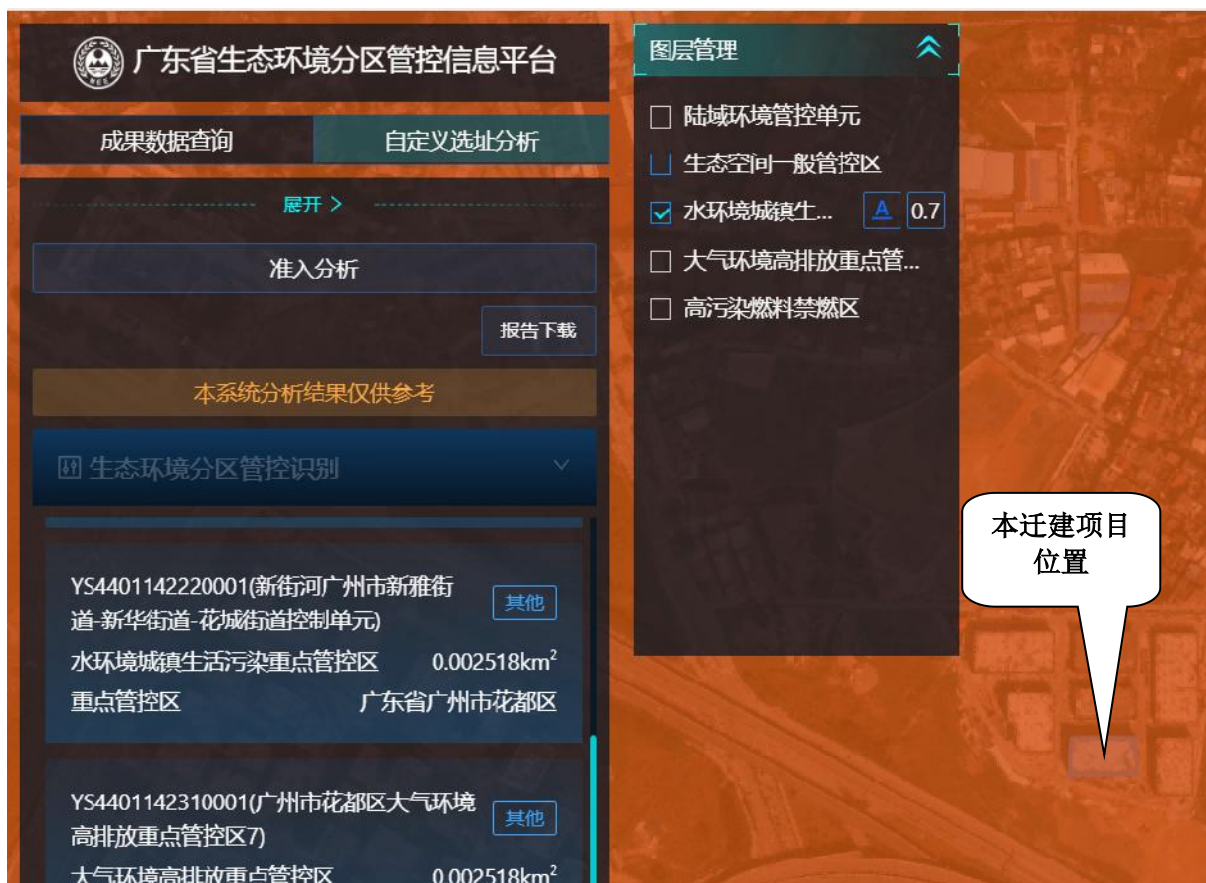 广东省生态环境分区管控信息平台
成果数据查询
自定义选址分析
展开 >
准入分析
报告下载
本系统分析结果仅供参考
生态环境分区管控识别
YS4401142220001(新街河广州市新雅街
道-新华街道-花城街道控制单元)
其他
水环境城镇生活污染重点管控区 0.002518km²
重点管控区 广东省广州市花都区
YS4401142310001(广州市花都区大气环境
高排放重点管控区7)
其他
大气环境高排放重点管控区 0.002518km²
图层管理
陆域环境管控单元
生态空间一般管控区
水环境城镇生... A 0.7
大气环境高排放重点管...
高污染燃料禁燃区
本迁建项目
位置